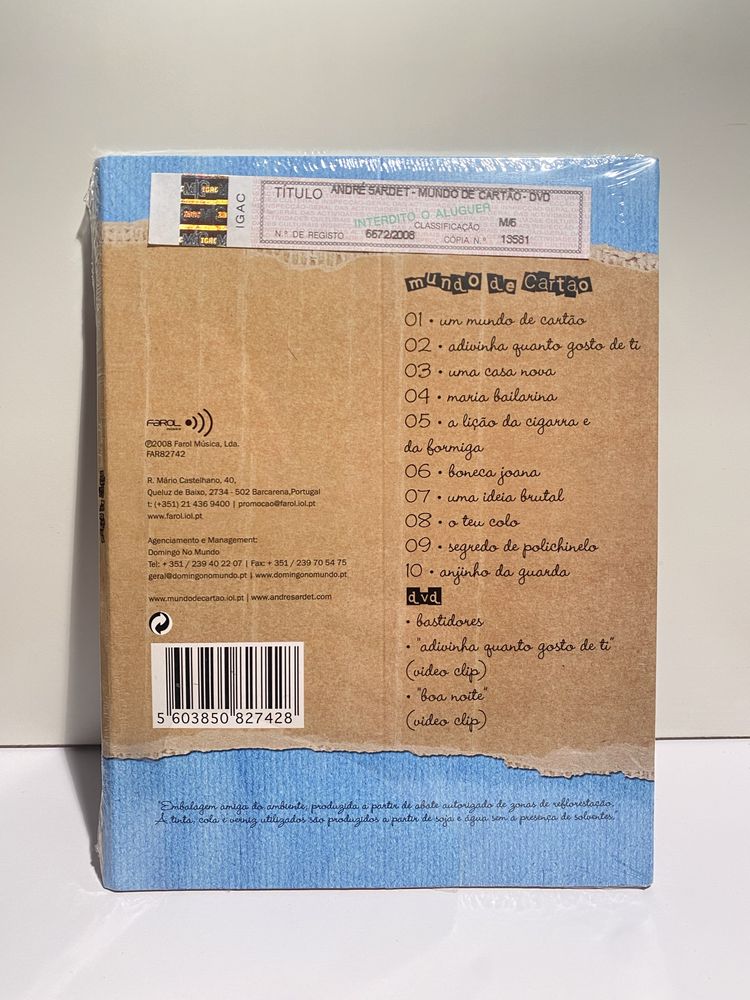 IGAC
IGAC
IGAC
TÍTULO ANDRÉ SARDET - MUNDO DE CARTÃO - DVD
INTERDITO O ALUGUER
CLASSIFICAÇÃO M/6
N.º DE REGISTO 6572/2008 CÓPIA N.º 13581
mundo de cartão
01 • um mundo de cartão
02 • adivinha quanto gosto de ti
03 • uma casa nova
04 • maria bailarina
05 • a lição da cigarra e
da formiga
06 • boneca joana
07 • uma ideia brutal
08 • o teu colo
09 • segredo de polichinelo
10 • anjinho da guarda
dvd
• bastidores
• "adivinha quanto gosto de ti"
(video clip)
• "boa noite"
(video clip)
FAROL
música
℗2008 Farol Música, Lda.
FAR82742
R. Mário Castelhano, 40,
Queluz de Baixo, 2734 - 502 Barcarena,Portugal
t: (+351) 21 436 9400 | promocao@farol.iol.pt
www.farol.iol.pt
Agenciamento e Management:
Domingo No Mundo
Tel: + 351 / 239 40 22 07 | Fax: + 351 / 239 70 54 75
geral@domingonomundo.pt | www.domingonomundo.pt
www.mundodecartao.iol.pt | www.andresardet.com
5 603850 827428
"Embalagem amiga do ambiente, produzida a partir de abate autorizado de zonas de reflorestação.
A tinta, cola e verniz utilizados são produzidos a partir de soja e água sem a presença de solventes.